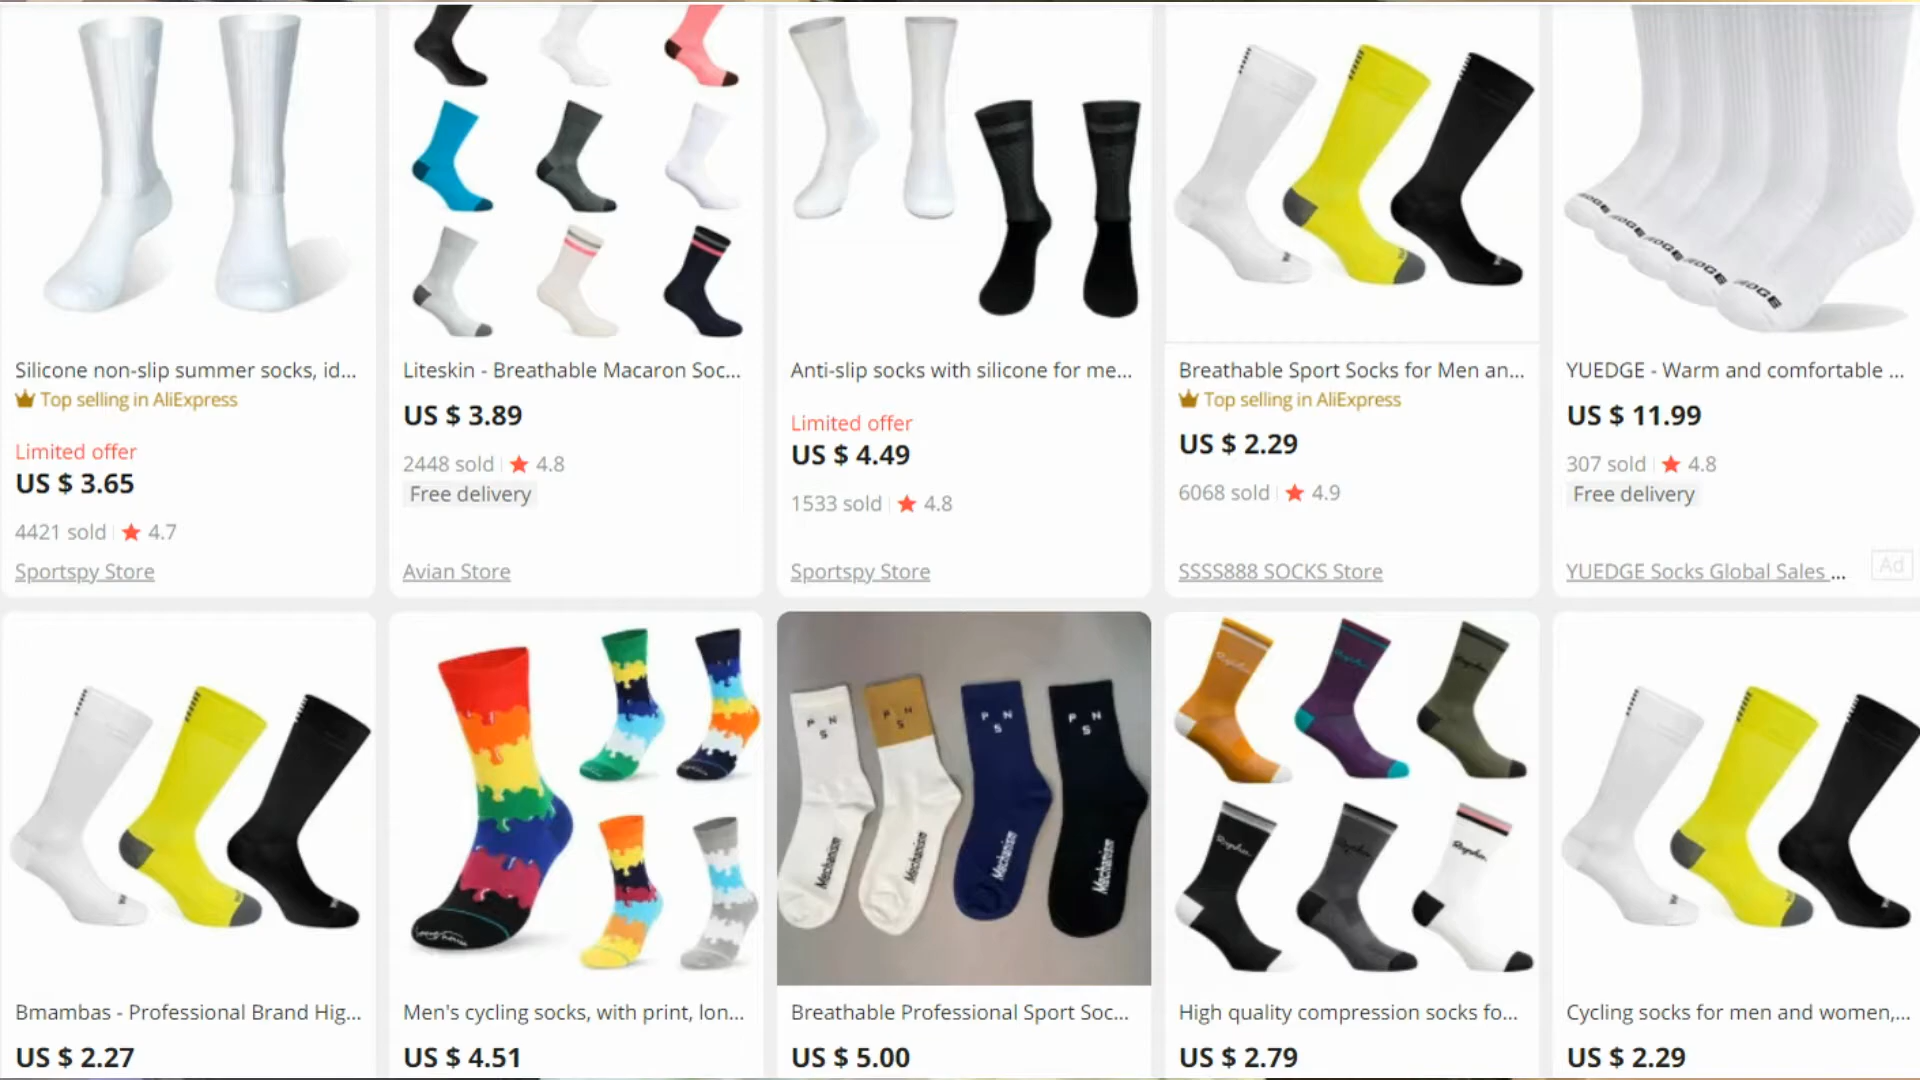 Silicone non-slip summer socks, id...
Top selling in AliExpress
Limited offer
US $ 3.65
4421 sold 4.7
Sportspy Store
Liteskin - Breathable Macaron Soc...
US $ 3.89
2448 sold 4.8
Free delivery
Avian Store
Anti-slip socks with silicone for me...
Limited offer
US $ 4.49
1533 sold 4.8
Sportspy Store
Breathable Sport Socks for Men an...
Top selling in AliExpress
US $ 2.29
6068 sold 4.9
SSSS888 SOCKS Store
YUEDGE - Warm and comfortable ...
US $ 11.99
307 sold 4.8
Free delivery
YUEDGE Socks Global Sales ...
Ad
Bmambas - Professional Brand Hig...
US $ 2.27
Men's cycling socks, with print, lon...
US $ 4.51
P N
S
P N
S
P N
S
P N
S
Mechanism
Mechanism
Mechanism
Mechanism
Breathable Professional Sport Soc...
US $ 5.00
High quality compression socks fo...
US $ 2.79
Cycling socks for men and women,...
US $ 2.29